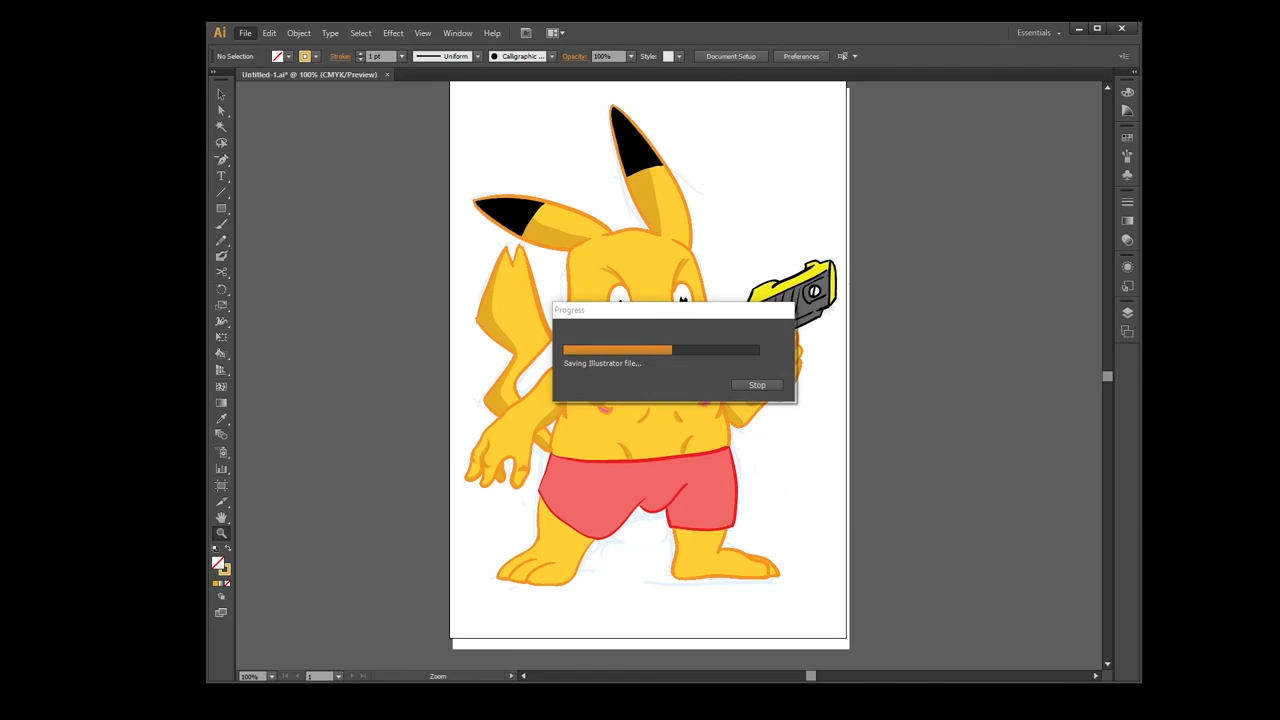 Ai File Edit Object Type Select Effect View Window Help Br Essentials
No Selection Stroke: 1 pt Uniform Calligraphic ... Opacity: 100% Style: Document Setup Preferences
Untitled-1.ai* @ 100% (CMYK/Preview) ×
Progress
Saving Illustrator file...
Stop
100% 1 Zoom